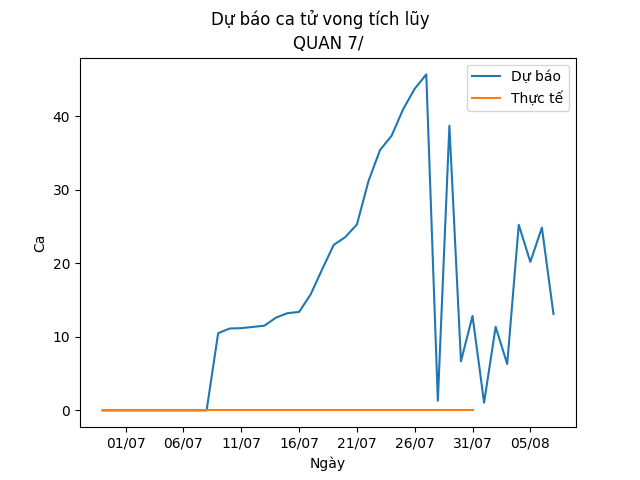 Dự báo ca tử vong tích lũy
QUAN 7/
Dự báo
Thực tế
40
30
20
10
0
Ca
01/07 06/07 11/07 16/07 21/07 26/07 31/07 05/08
Ngày